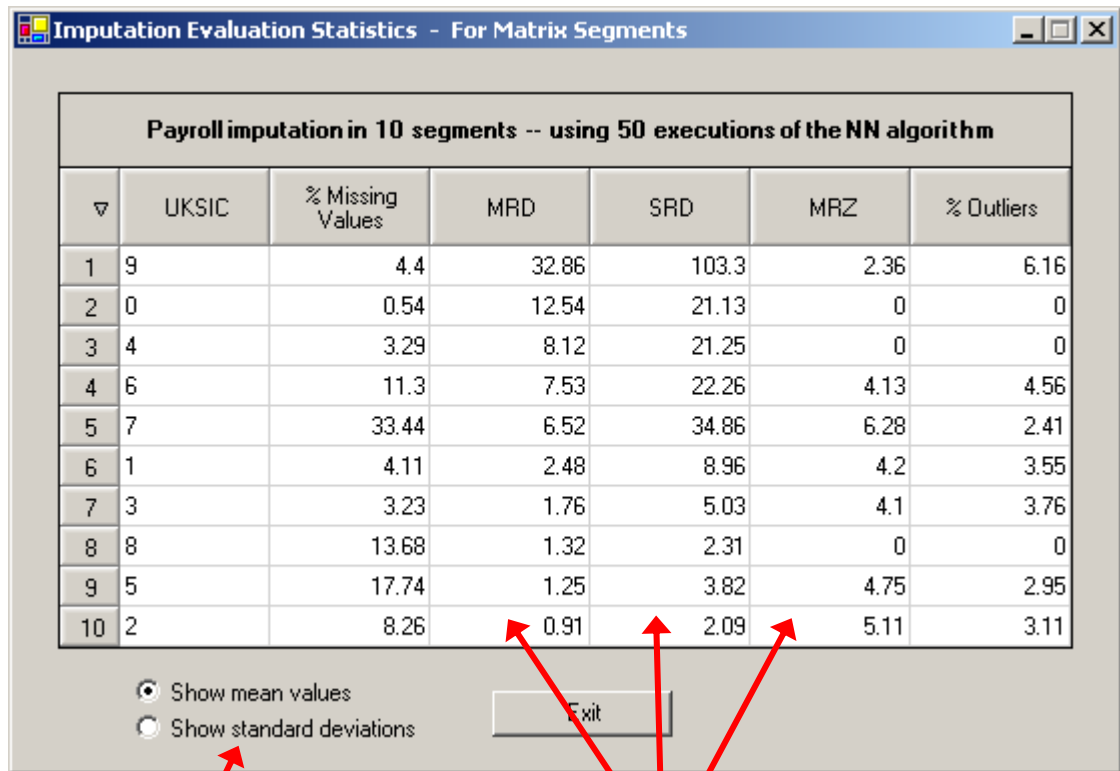 Imputation Evaluation Statistics - For Matrix Segments
Payroll imputation in 10 segments -- using 50 executions of the NN algorithm
UKSIC % Missing Values MRD SRD MRZ % Outliers
1 9 4.4 32.86 103.3 2.36 6.16
2 0 0.54 12.54 21.13 0 0
3 4 3.29 8.12 21.25 0 0
4 6 11.3 7.53 22.26 4.13 4.56
5 7 33.44 6.52 34.86 6.28 2.41
6 1 4.11 2.48 8.96 4.2 3.55
7 3 3.23 1.76 5.03 4.1 3.76
8 8 13.68 1.32 2.31 0 0
9 5 17.74 1.25 3.82 4.75 2.95
10 2 8.26 0.91 2.09 5.11 3.11
Show mean values
Show standard deviations
Exit